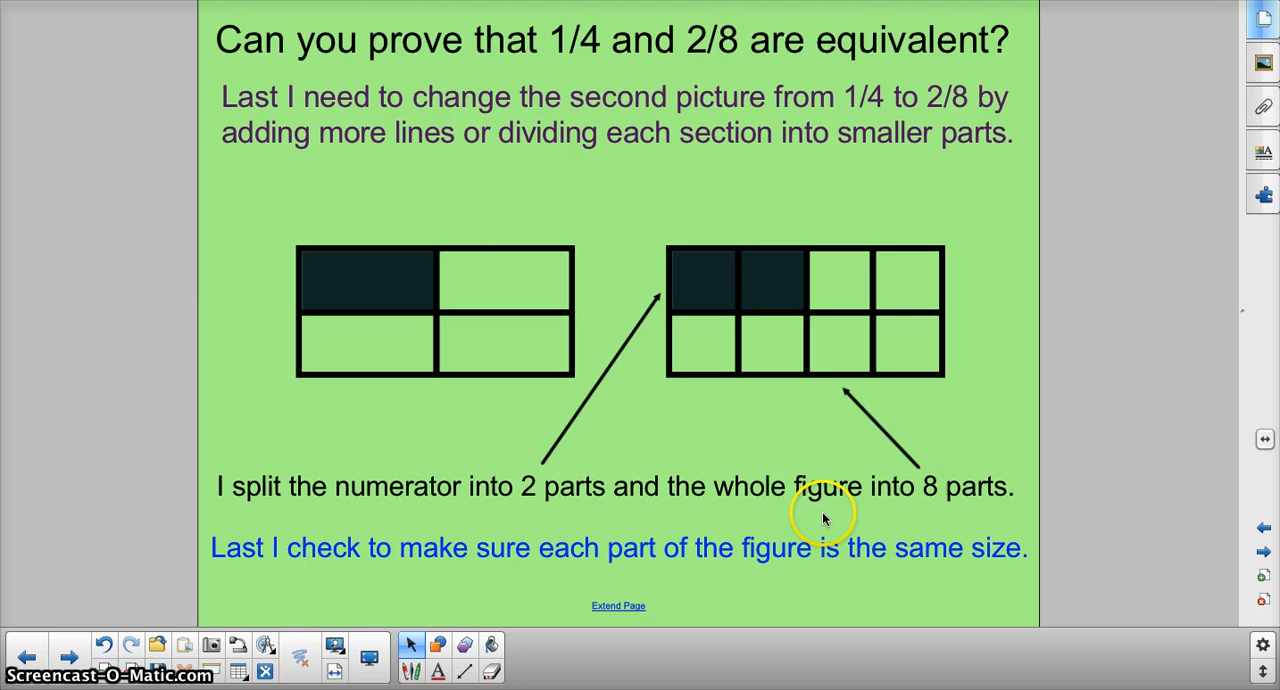 Can you prove that 1/4 and 2/8 are equivalent?
Last I need to change the second picture from 1/4 to 2/8 by
adding more lines or dividing each section into smaller parts.
I split the numerator into 2 parts and the whole figure into 8 parts.
Last I check to make sure each part of the figure is the same size.
Extend Page
Screencast-O-Matic.com